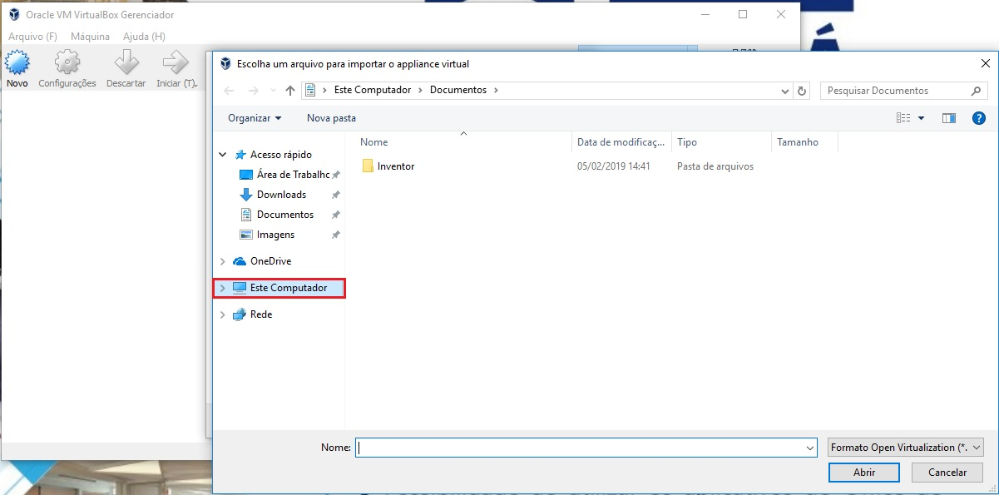 Oracle VM VirtualBox Gerenciador
Arquivo (F) Máquina Ajuda (H)
Novo Configurações Descartar Iniciar (T)
Escolha um arquivo para importar o appliance virtual
Este Computador Documentos
Pesquisar Documentos
Organizar Nova pasta
Nome Data de modificaç... Tipo Tamanho
Acesso rápido
Inventor 05/02/2019 14:41 Pasta de arquivos
Área de Trabalho
Downloads
Documentos
Imagens
OneDrive
Este Computador
Rede
Nome:
Formato Open Virtualization (*.
Abrir Cancelar